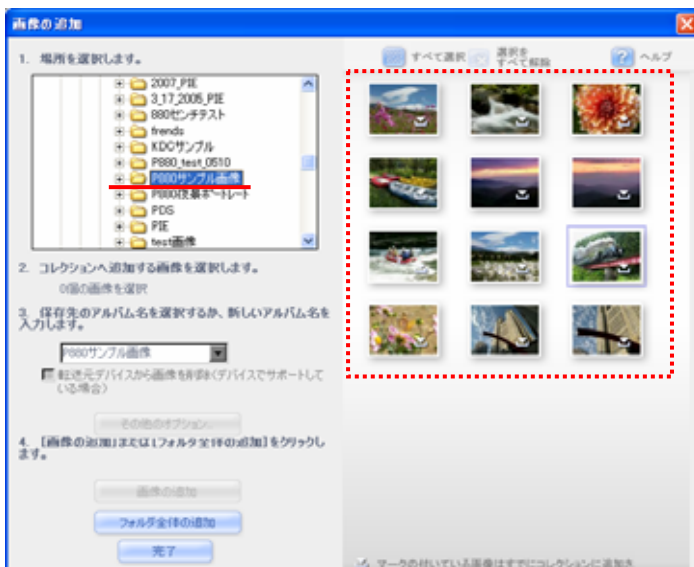 画像の追加
1. 場所を選択します。
2007_PIE
3_17_2005_PIE
880センチテスト
frends
KDCサンプル
P880_test_0510
P880サンプル画像
P880夜景ポートレート
PDS
PIE
test画像
2. コレクションへ追加する画像を選択します。
0個の画像を選択
3. 保存先のアルバム名を選択するか、新しいアルバム名を
入力します。
P880サンプル画像
転送元デバイスから画像を削除(デバイスでサポートして
いる場合)
その他のオプション...
4. [画像の追加]または[フォルダ全体の追加]をクリックし
ます。
画像の追加
フォルダ全体の追加
完了
すべて選択
選択を
すべて解除
ヘルプ
マークの付いている画像はすでにコレクションに追加さ